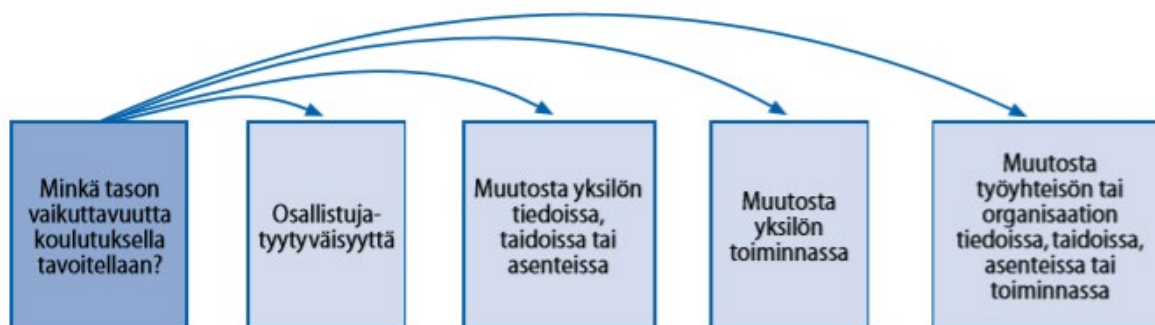 Minkä tason
vaikuttavuutta
koulutuksella
tavoitellaan?
Osallistuja-
tyytyväisyyttä
Muutosta yksilön
tiedoissa,
taidoissa tai
asenteissa
Muutosta
yksilön
toiminnassa
Muutosta
työyhteisön tai
organisaation
tiedoissa, taidoissa,
asenteissa tai
toiminnassa